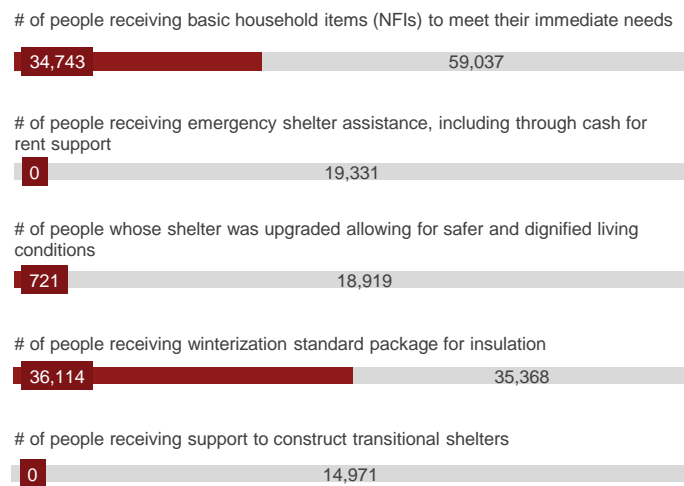 # of people receiving basic household items (NFIs) to meet their immediate needs
34,743 59,037
# of people receiving emergency shelter assistance, including through cash for
rent support
0 19,331
# of people whose shelter was upgraded allowing for safer and dignified living
conditions
721 18,919
# of people receiving winterization standard package for insulation
36,114 35,368
# of people receiving support to construct transitional shelters
0 14,971